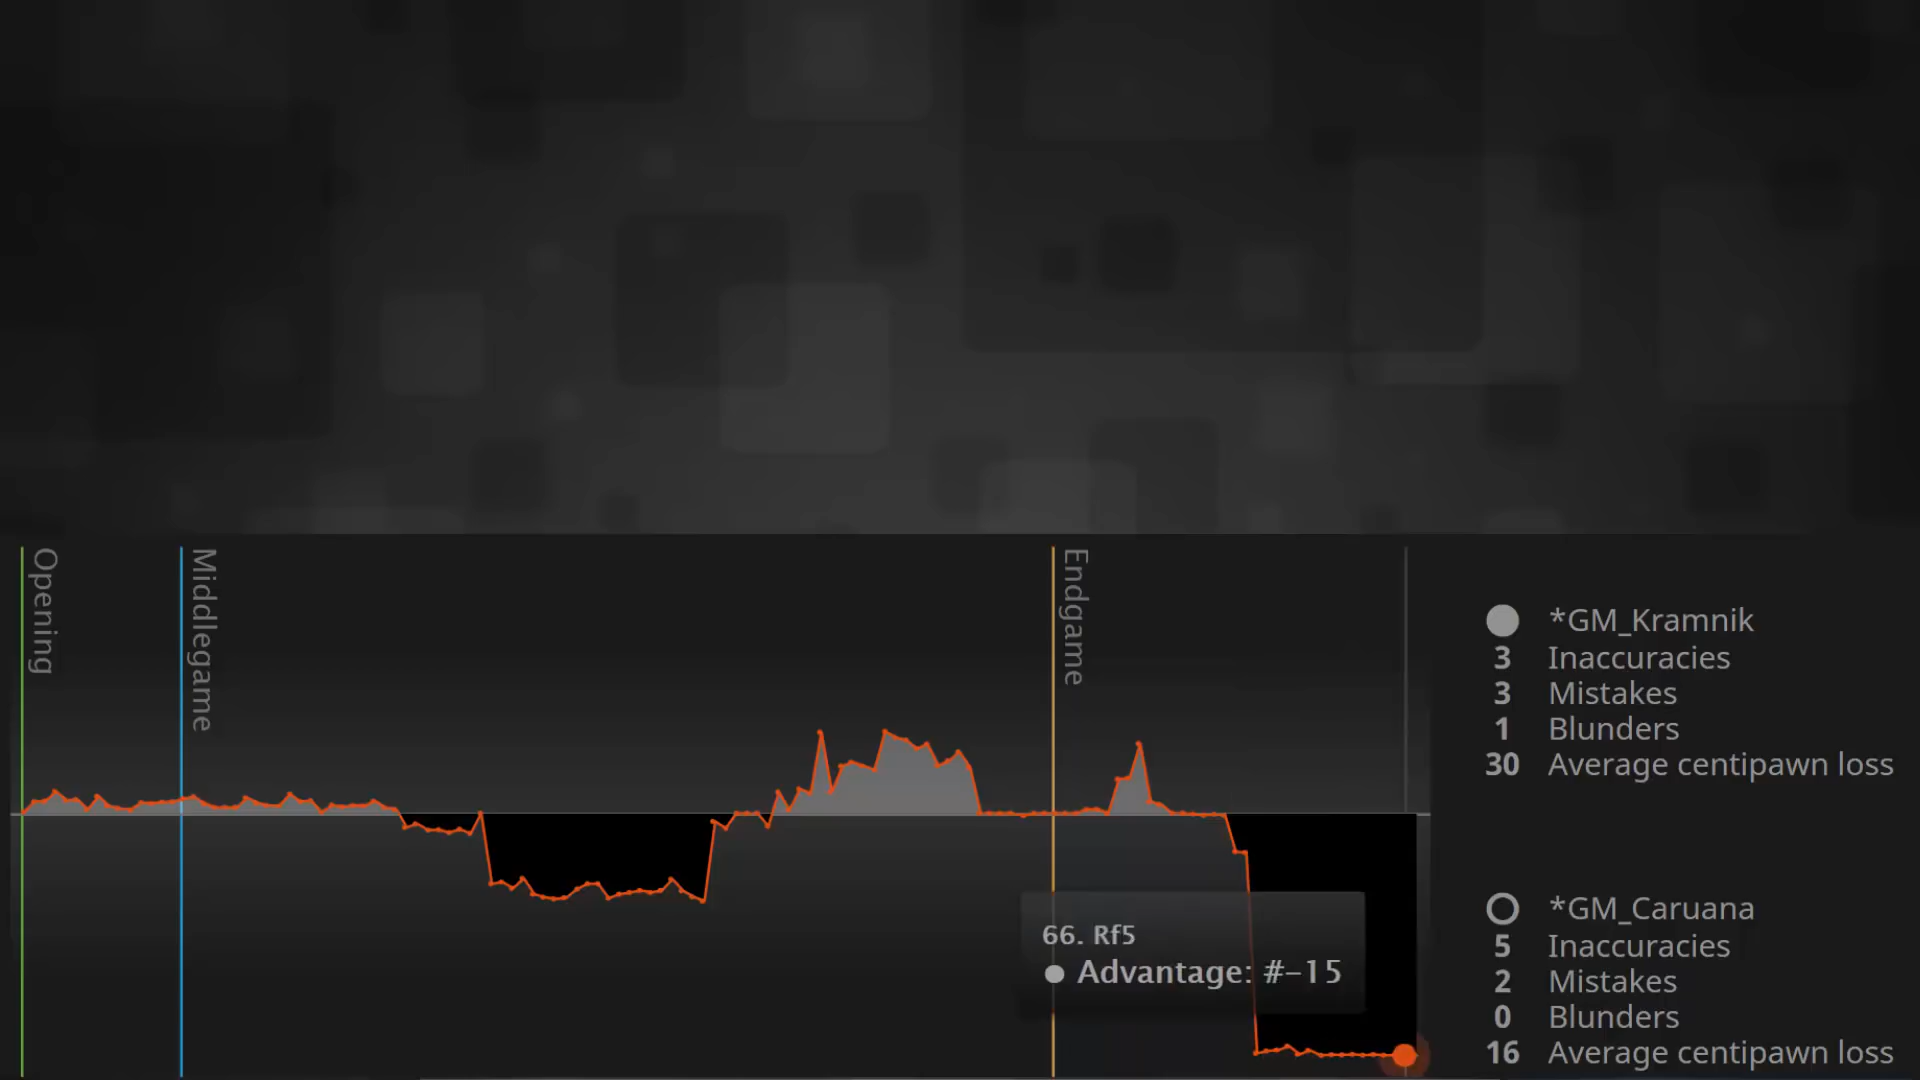 Opening
Middlegame
Endgame
66. Rf5
Advantage: #-15
*GM_Kramnik
3 Inaccuracies
3 Mistakes
1 Blunders
30 Average centipawn loss
*GM_Caruana
5 Inaccuracies
2 Mistakes
0 Blunders
16 Average centipawn loss